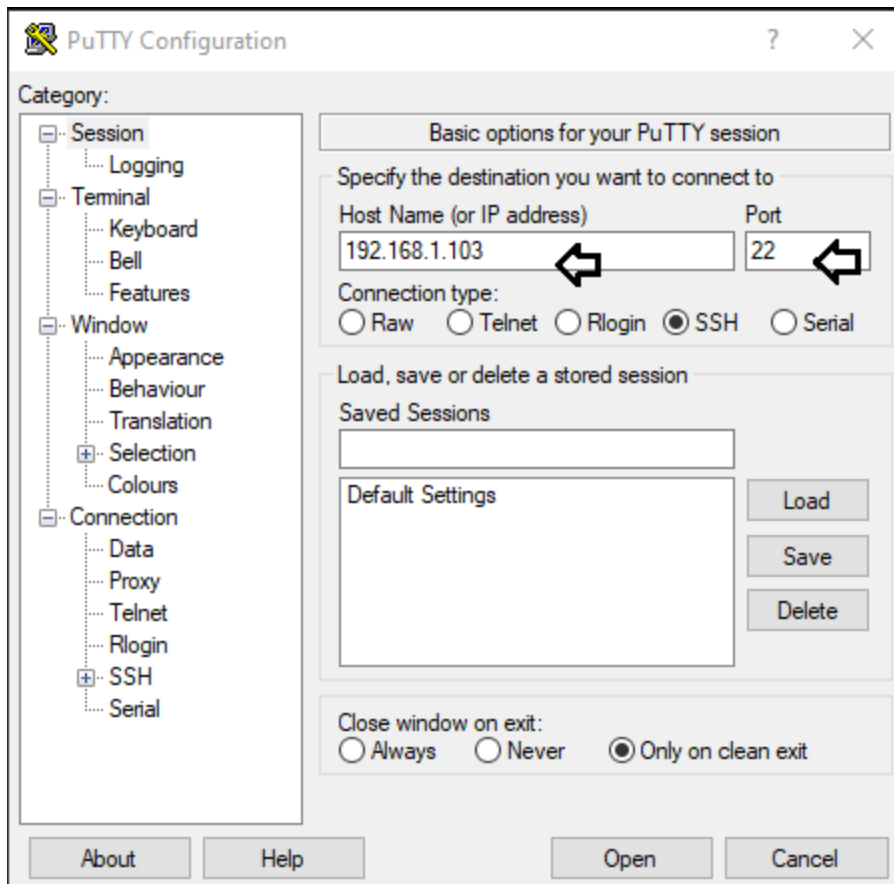 PuTTY Configuration
?
Category:
Session
Logging
Terminal
Keyboard
Bell
Features
Window
Appearance
Behaviour
Translation
Selection
Colours
Connection
Data
Proxy
Telnet
Rlogin
SSH
Serial
Basic options for your PuTTY session
Specify the destination you want to connect to
Host Name (or IP address) Port
192.168.1.103 22
Connection type:
Raw Telnet Rlogin SSH Serial
Load, save or delete a stored session
Saved Sessions
Default Settings
Load
Save
Delete
Close window on exit:
Always Never Only on clean exit
About Help Open Cancel